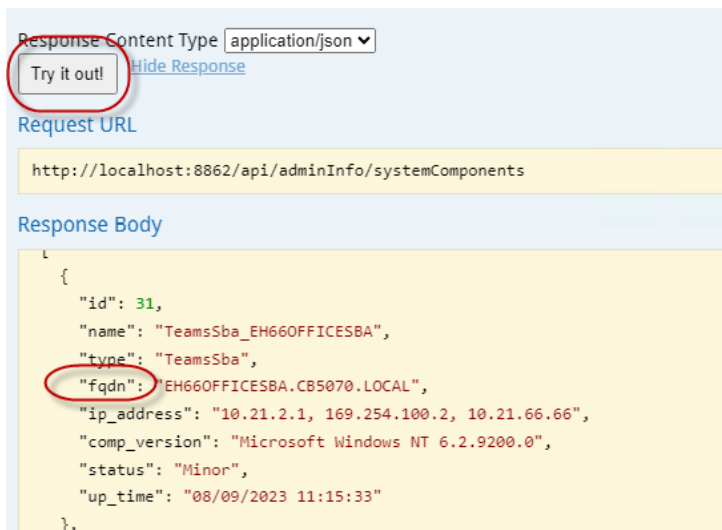 Response Content Type application/json
Try it out! Hide Response
Request URL
http://localhost:8862/api/adminInfo/systemComponents
Response Body
[
{
"id": 31,
"name": "TeamsSba_EH66OFFICESBA",
"type": "TeamsSba",
"fqdn": "EH66OFFICESBA.CB5070.LOCAL",
"ip_address": "10.21.2.1, 169.254.100.2, 10.21.66.66",
"comp_version": "Microsoft Windows NT 6.2.9200.0",
"status": "Minor",
"up_time": "08/09/2023 11:15:33"
},